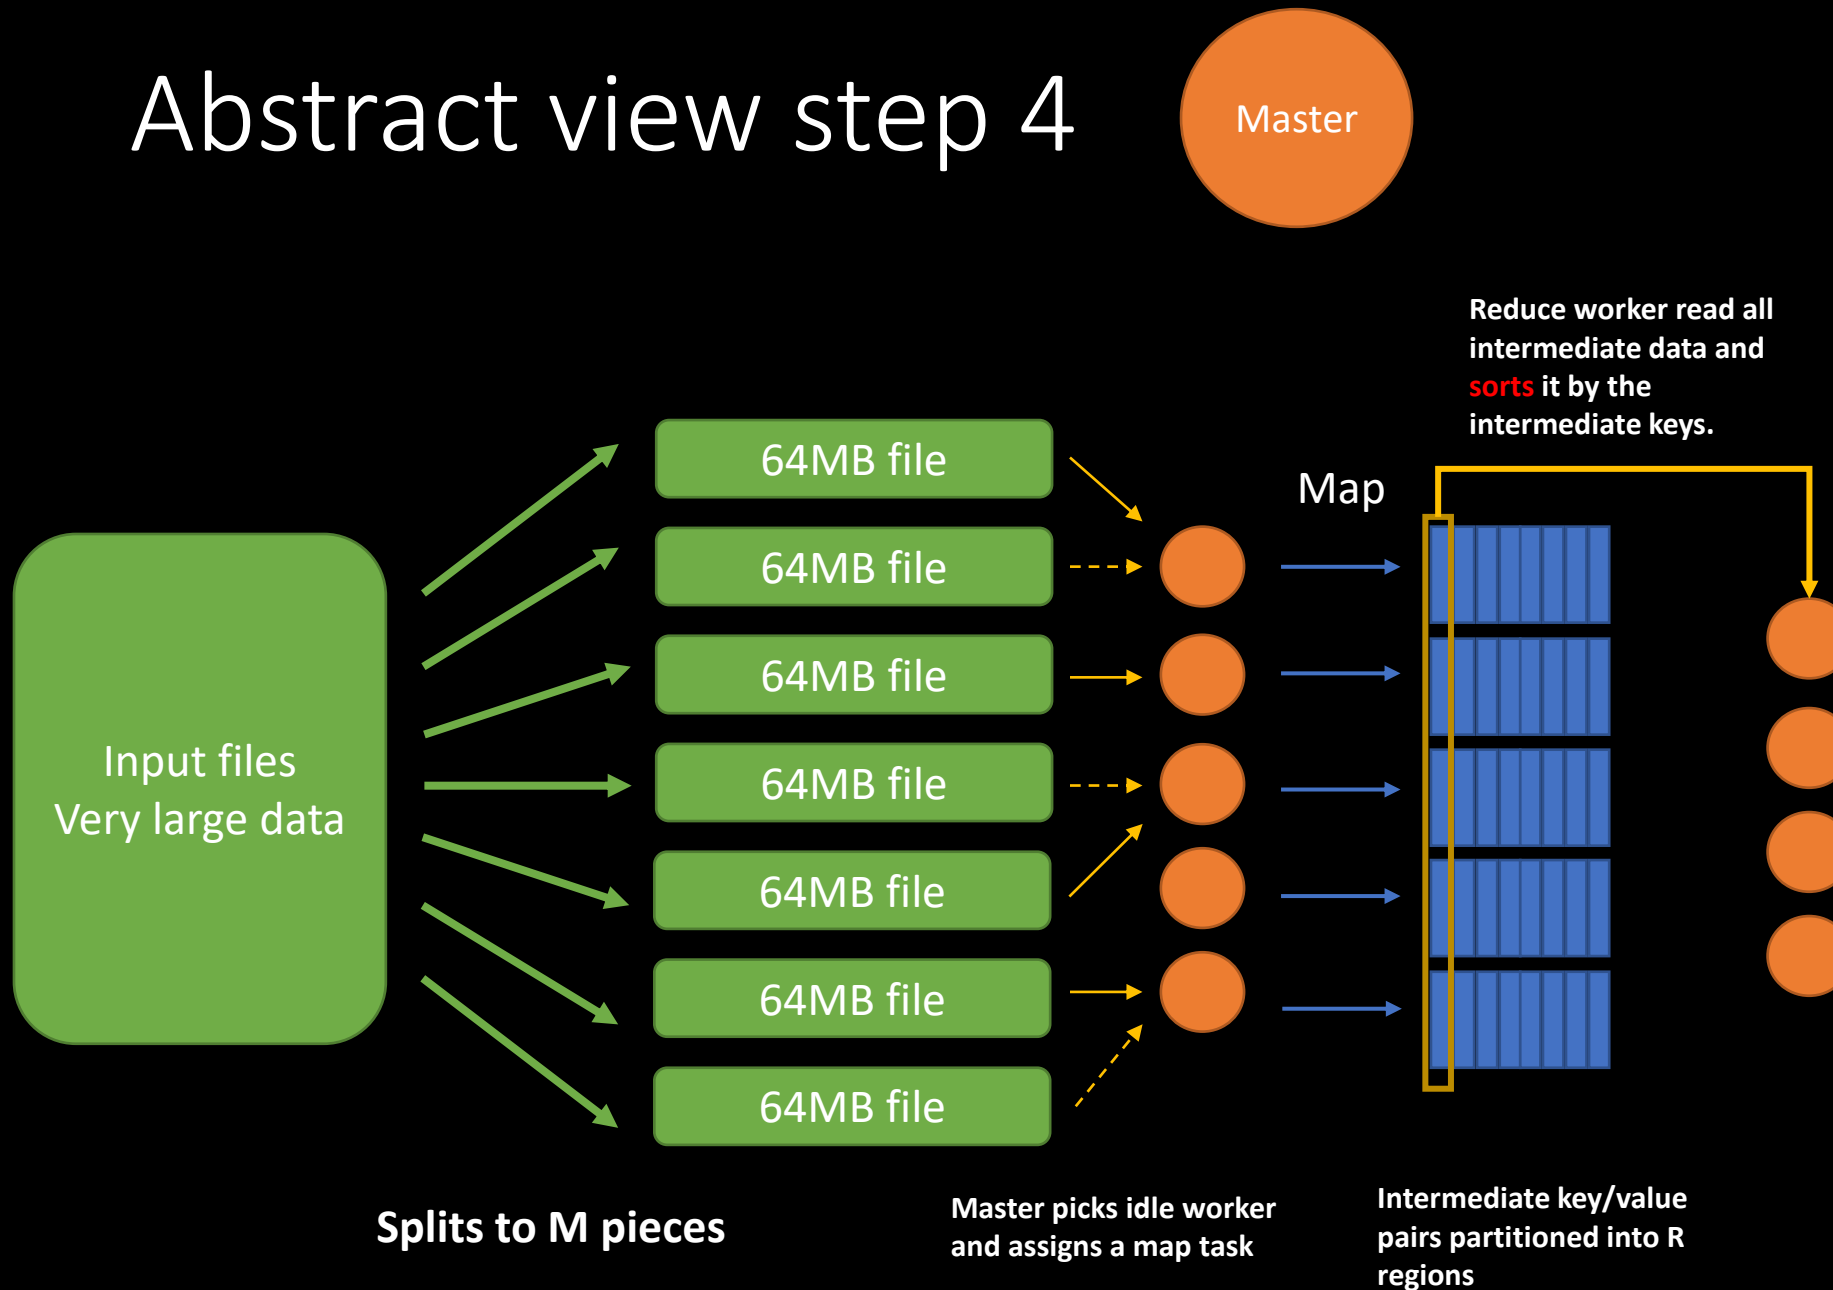 Abstract view step 4
Master
Reduce worker read all
intermediate data and
sorts it by the
intermediate keys.
Map
64MB file
64MB file
64MB file
64MB file
64MB file
64MB file
64MB file
Input files
Very large data
Splits to M pieces
Master picks idle worker
and assigns a map task
Intermediate key/value
pairs partitioned into R
regions